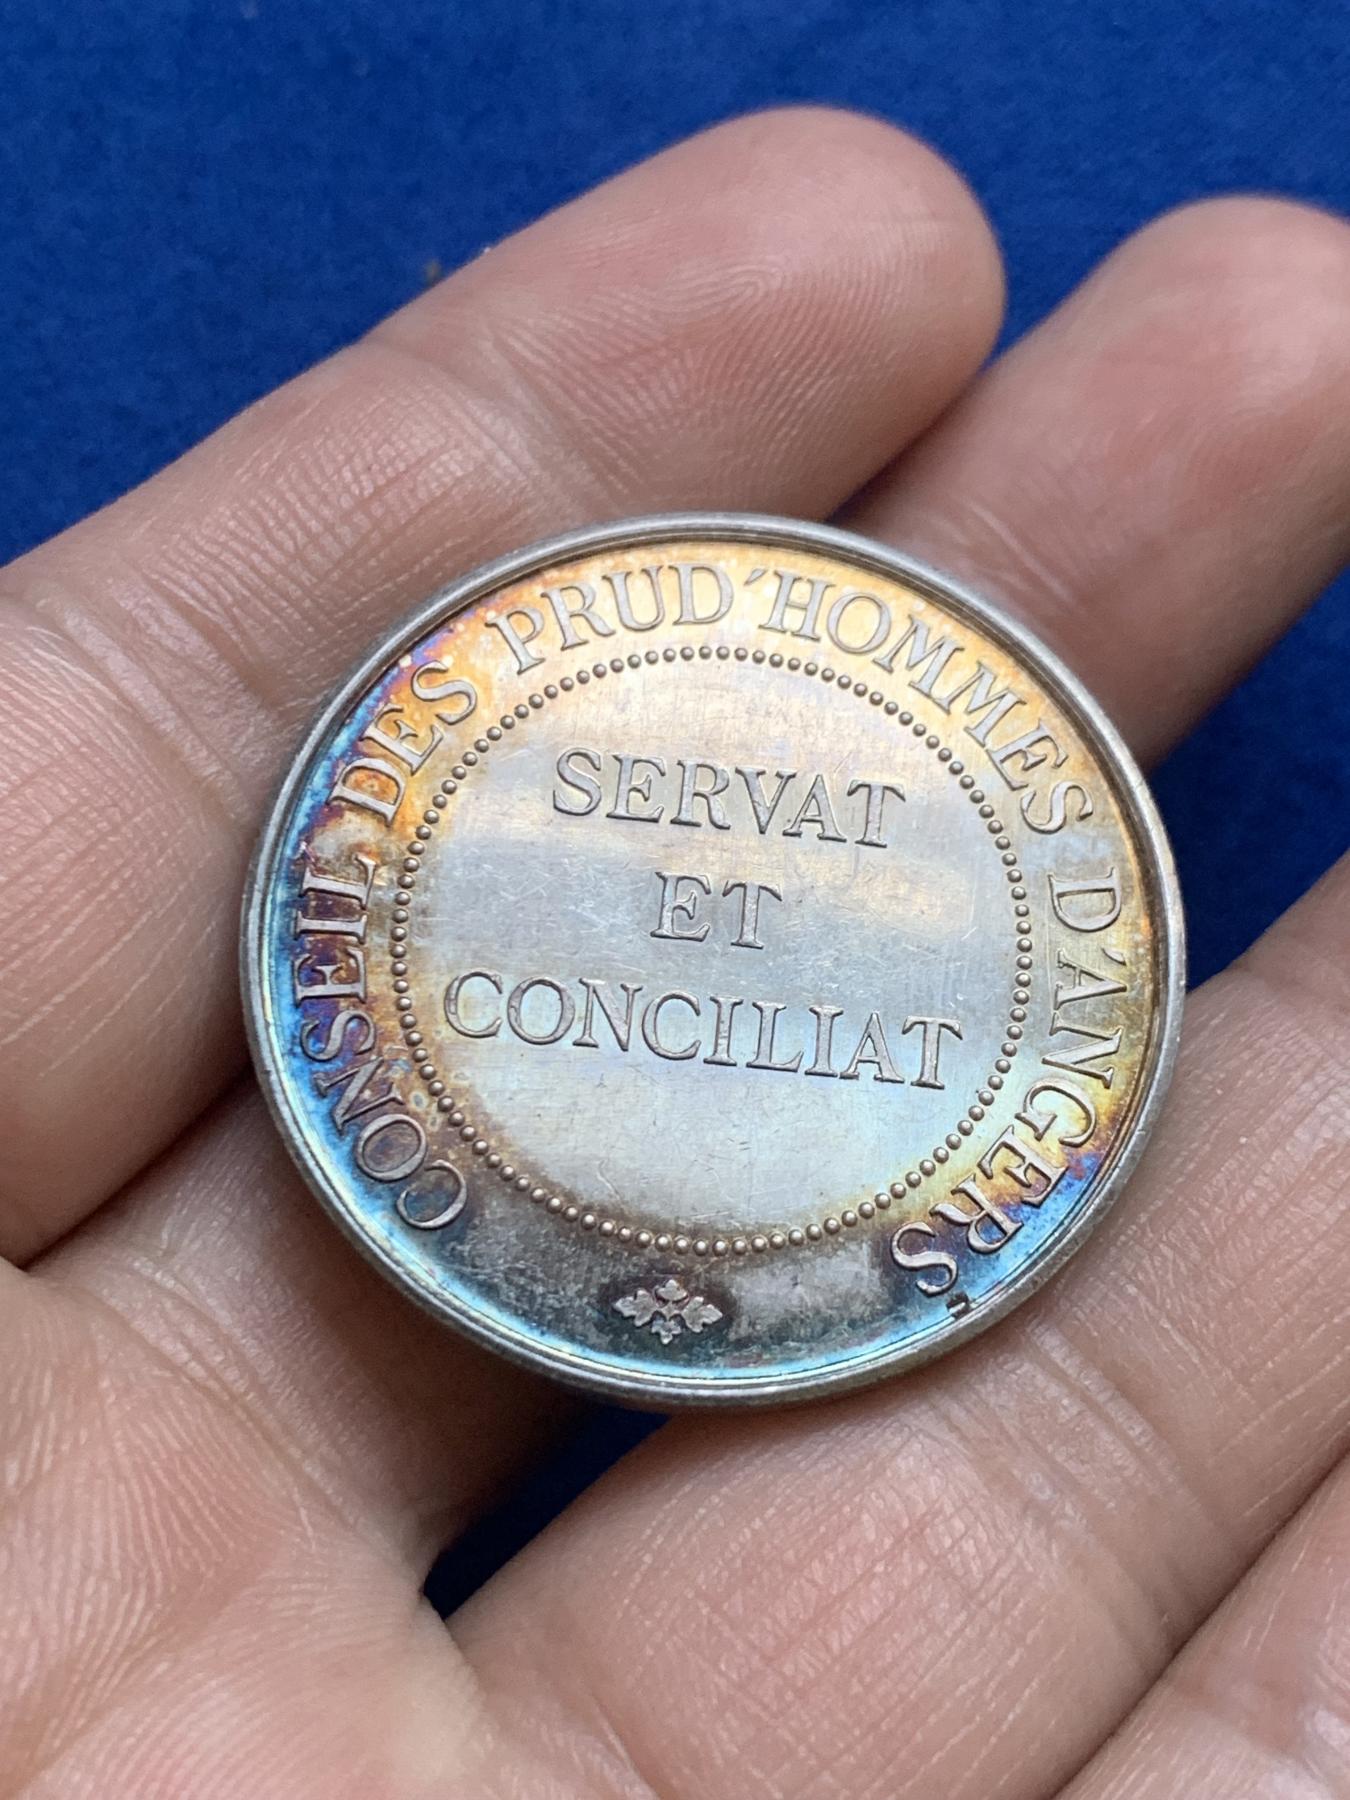 CONSEIL DES PRUD'HOMMES D'ANGERS
SERVAT
ET
CONCILIAT